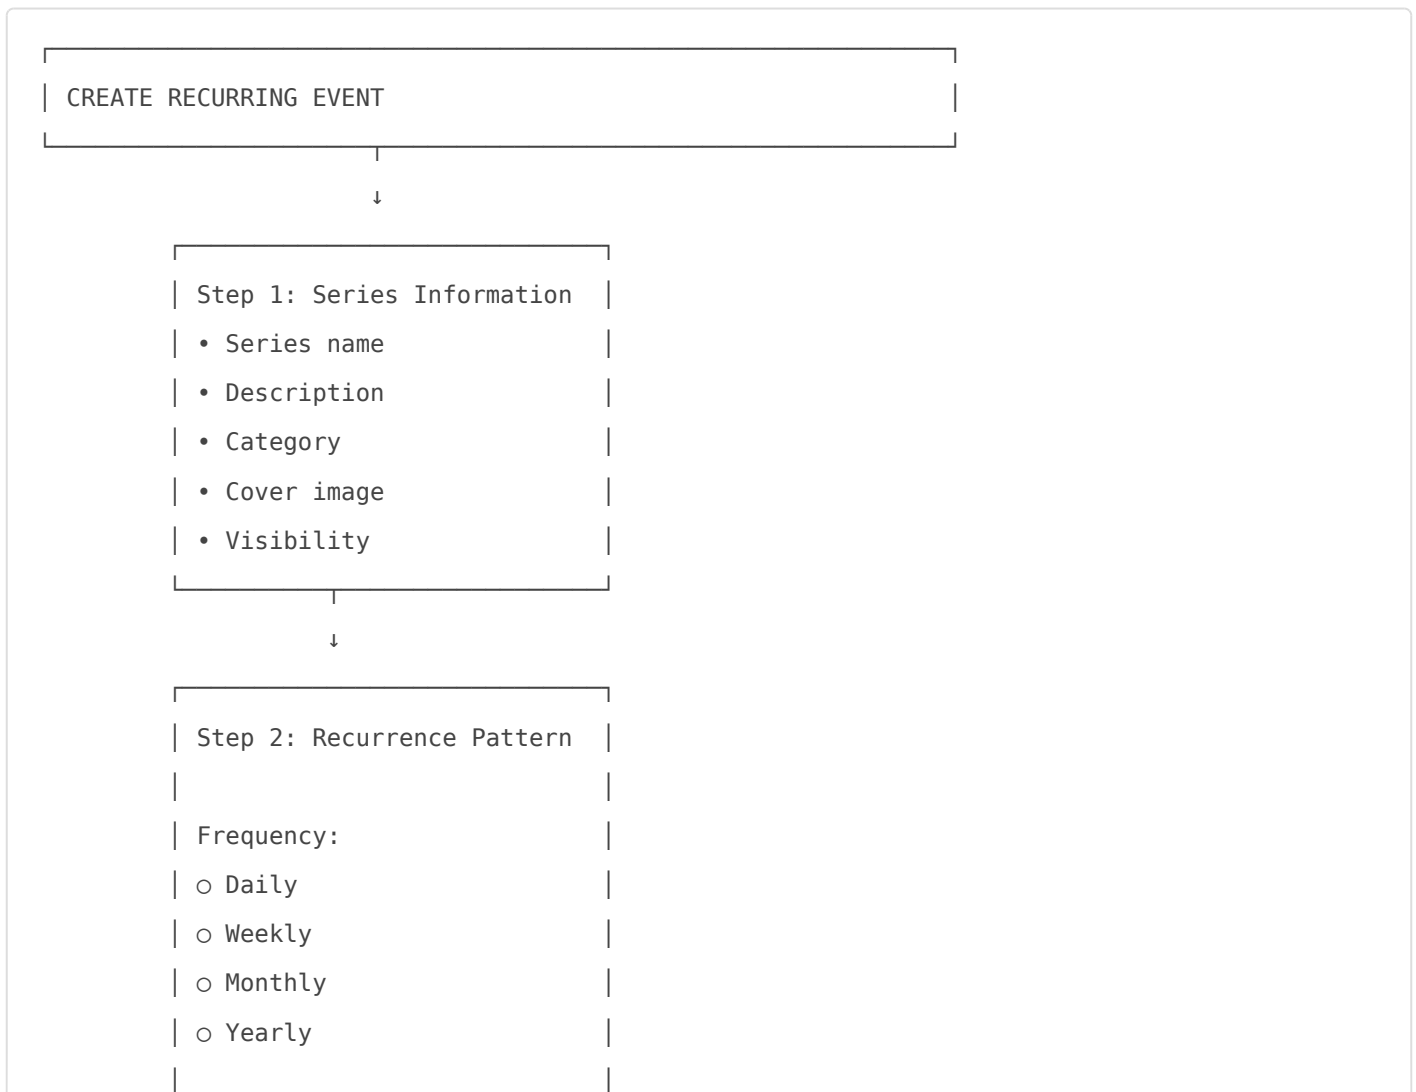 CREATE RECURRING EVENT
↓
Step 1: Series Information
• Series name
• Description
• Category
• Cover image
• Visibility
↓
Step 2: Recurrence Pattern
Frequency:
○ Daily
○ Weekly
○ Monthly
○ Yearly